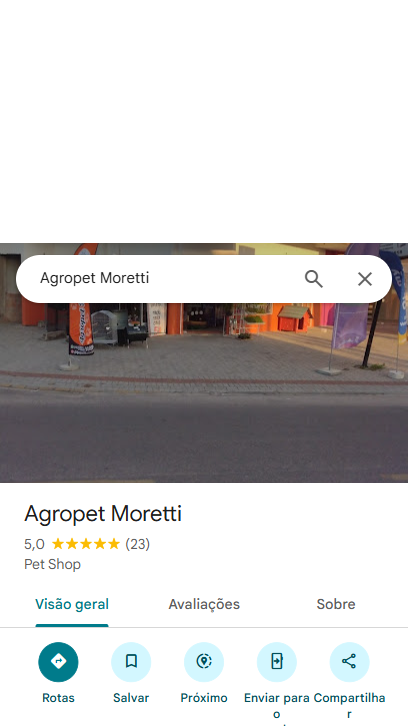 Agropet Moretti
Agropet Moretti
5,0 (23)
Pet Shop
Visão geral Avaliações Sobre
Rotas Salvar Próximo Enviar para o Compartilhar